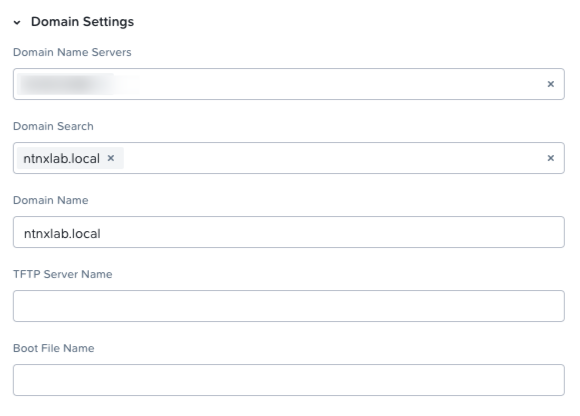 Domain Settings
Domain Name Servers
×
Domain Search
ntnxlab.local × ×
Domain Name
ntnxlab.local
TFTP Server Name
Boot File Name